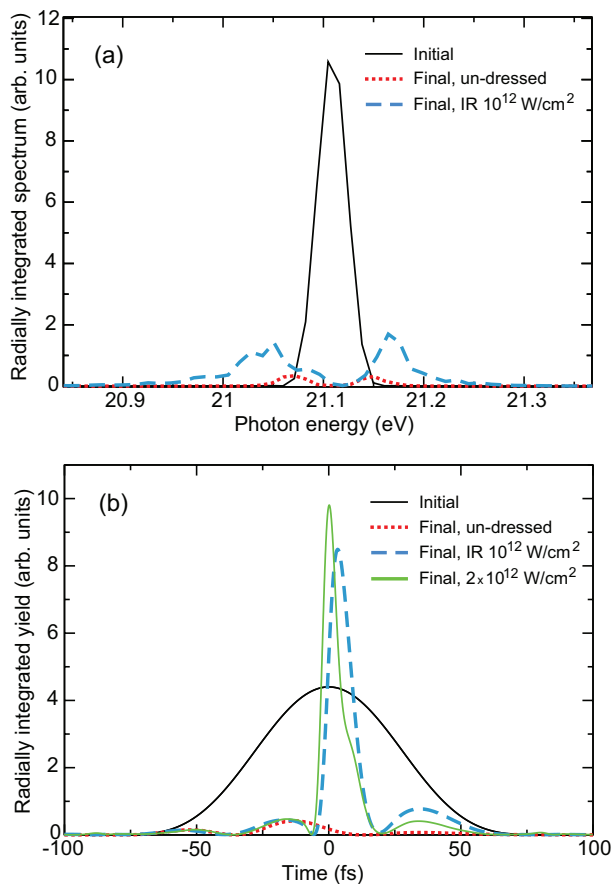 Radially integrated spectrum (arb. units)
12
10
8
6
4
2
0
(a)
Initial
Final, un-dressed
Final, IR 10¹² W/cm²
20.9
21
21.1
21.2
21.3
Photon energy (eV)
Radially integrated yield (arb. units)
10
8
6
4
2
0
(b)
Initial
Final, un-dressed
Final, IR 10¹² W/cm²
Final, 2x10¹² W/cm²
-100
-50
0
50
100
Time (fs)